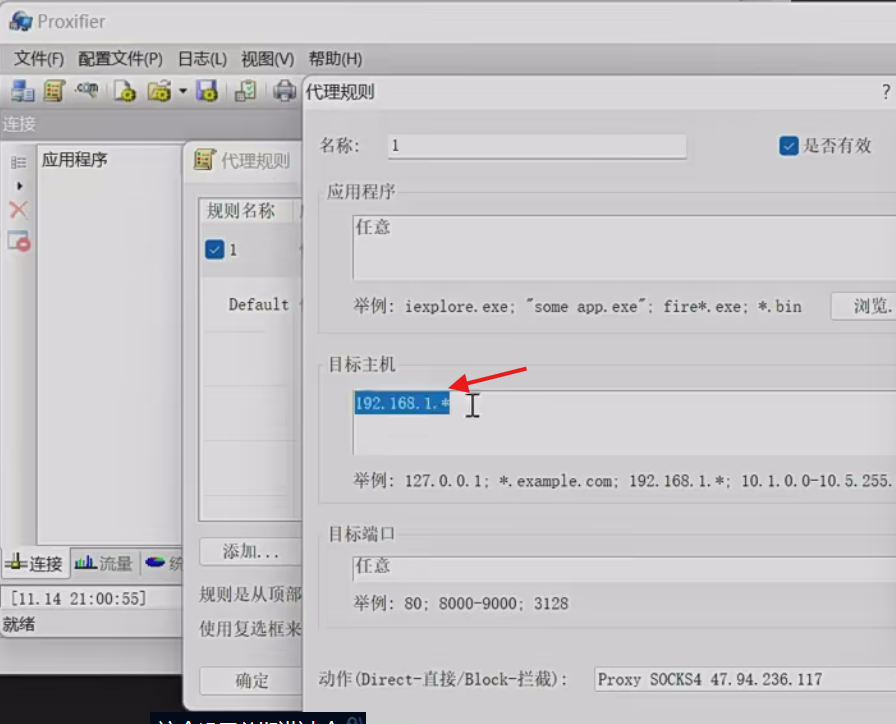 Proxifier
文件(F) 配置文件(P) 日志(L) 视图(V) 帮助(H)
代理规则
?
连接
名称: 1
是否有效
应用程序
代理规则
应用程序
规则名称
任意
1
Default
举例: iexplore.exe; "some app.exe"; fire*.exe; *.bin
浏览.
目标主机
192.168.1.*
举例: 127.0.0.1; *.example.com; 192.168.1.*; 10.1.0.0-10.5.255.
目标端口
添加...
连接 流量 统
任意
[11.14 21:00:55]
规则是从顶部
举例: 80; 8000-9000; 3128
就绪
使用复选框来
确定
动作(Direct-直接/Block-拦截): Proxy SOCKS4 47.94.236.117